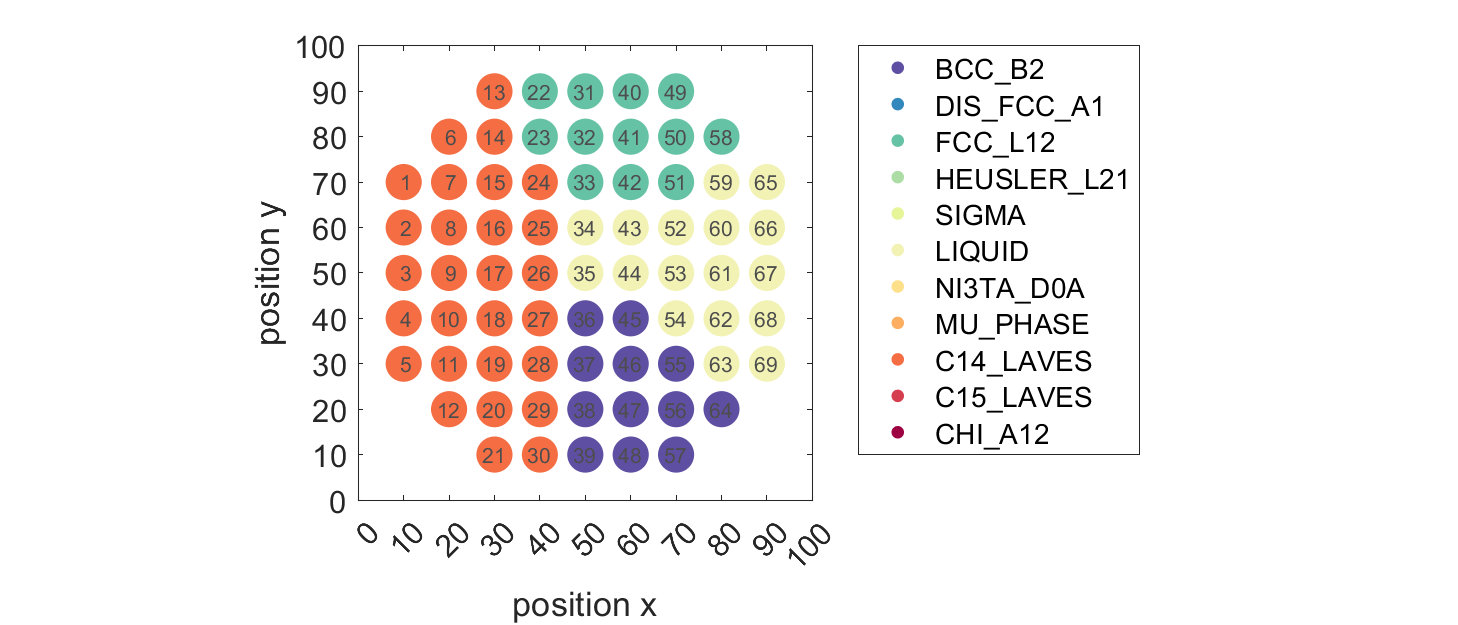 100
90
80
70
60
50
40
30
20
10
0
position y
13 22 31 40 49
6 14 23 32 41 50 58
1 7 15 24 33 42 51 59 65
2 8 16 25 34 43 52 60 66
3 9 17 26 35 44 53 61 67
4 10 18 27 36 45 54 62 68
5 11 19 28 37 46 55 63 69
12 20 29 38 47 56 64
21 30 39 48 57
0 10 20 30 40 50 60 70 80 90 100
position x
BCC_B2
DIS_FCC_A1
FCC_L12
HEUSLER_L21
SIGMA
LIQUID
NI3TA_D0A
MU_PHASE
C14_LAVES
C15_LAVES
CHI_A12